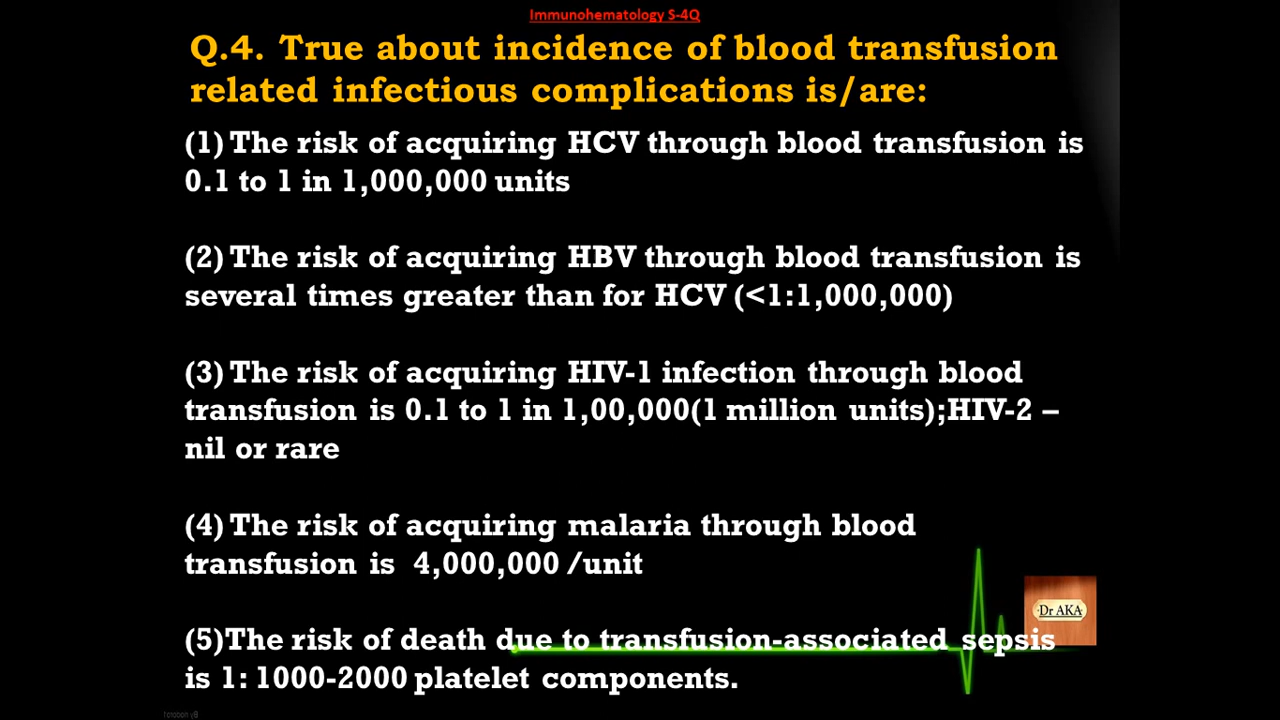 Immunohematology S-4Q
Q.4. True about incidence of blood transfusion
related infectious complications is/are:
(1) The risk of acquiring HCV through blood transfusion is
0.1 to 1 in 1,000,000 units
(2) The risk of acquiring HBV through blood transfusion is
several times greater than for HCV (<1:1,000,000)
(3) The risk of acquiring HIV-1 infection through blood
transfusion is 0.1 to 1 in 1,00,000(1 million units);HIV-2 –
nil or rare
(4) The risk of acquiring malaria through blood
transfusion is 4,000,000 /unit
Dr AKA
(5)The risk of death due to transfusion-associated sepsis
is 1: 1000-2000 platelet components.